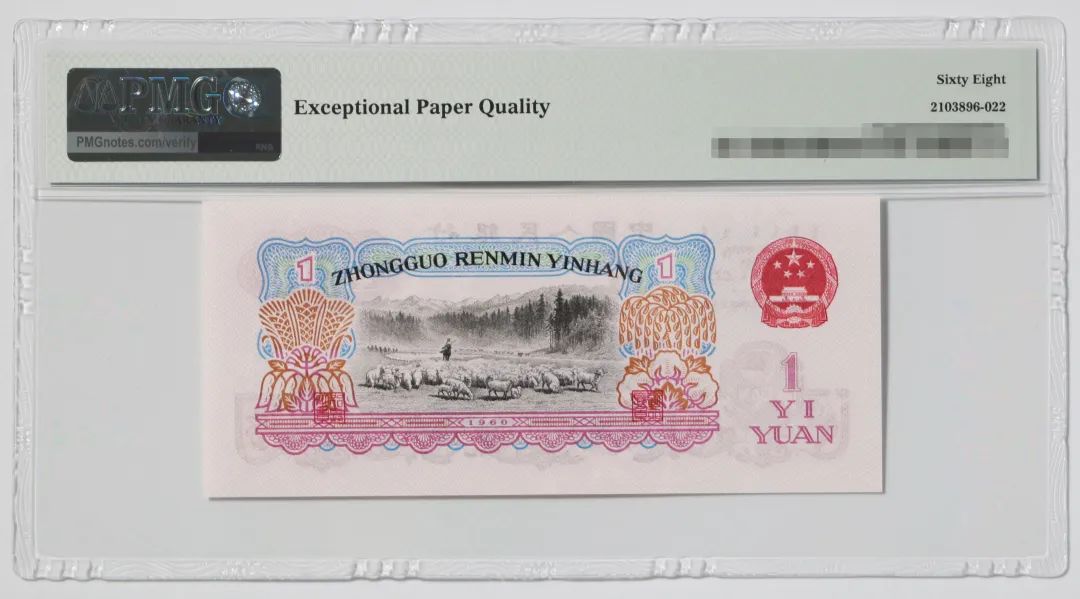 PMG
PMGnotes.com/verify
Exceptional Paper Quality
Sixty Eight
2103896-022
1
ZHONGGUO RENMIN YINHANG
1
1960
1
YI
YUAN